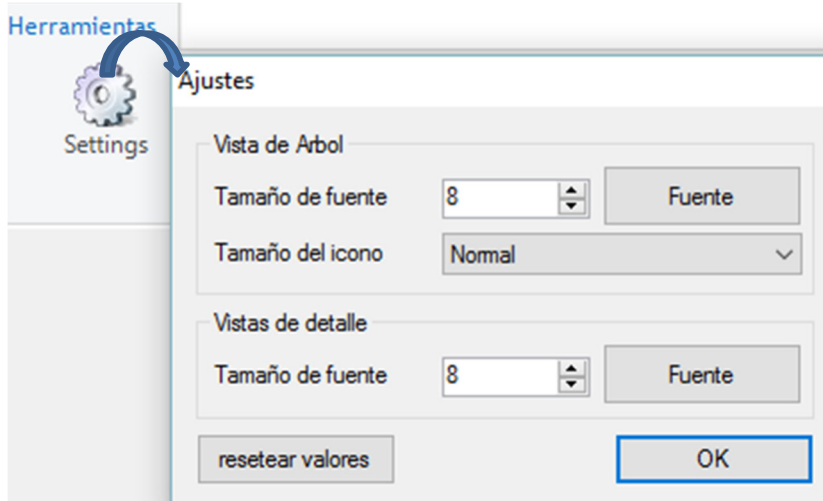 Herramientas
Settings
Ajustes
Vista de Arbol
Tamaño de fuente 8 Fuente
Tamaño del icono Normal
Vistas de detalle
Tamaño de fuente 8 Fuente
resetear valores OK